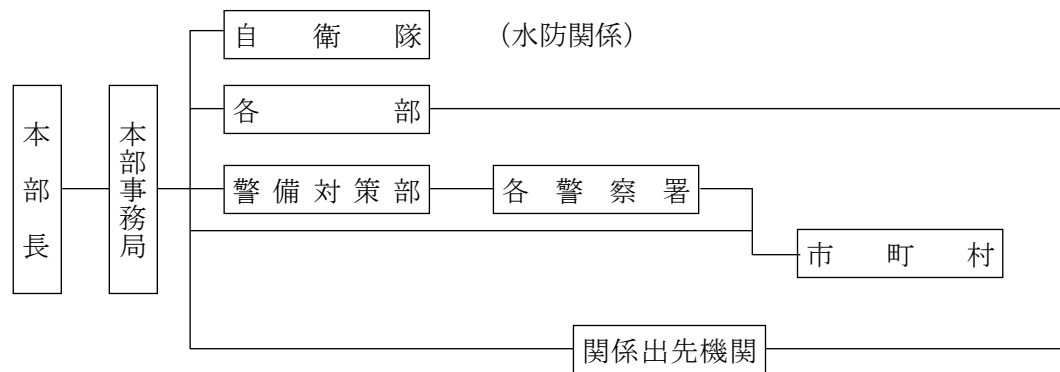 自衛隊 （水防関係）
各部
本部長
本部事務局
警備対策部
各警察署
市町村
関係出先機関